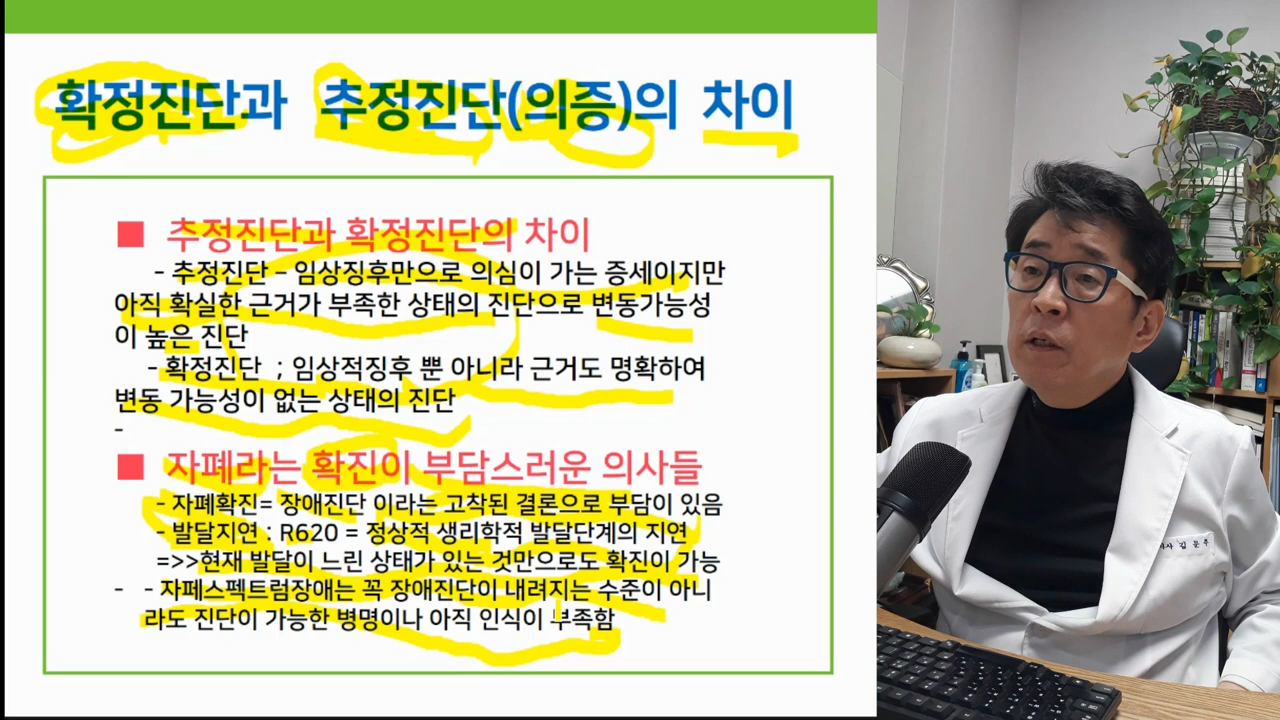 확정진단과 추정진단(의증)의 차이
■ 추정진단과 확정진단의 차이
- 추정진단 – 임상징후만으로 의심이 가는 증세이지만
아직 확실한 근거가 부족한 상태의 진단으로 변동가능성
이 높은 진단
- 확정진단 ; 임상적징후 뿐 아니라 근거도 명확하여
변동 가능성이 없는 상태의 진단
-
■ 자폐라는 확진이 부담스러운 의사들
- 자폐확진= 장애진단 이라는 고착된 결론으로 부담이 있음
- 발달지연 : R620 = 정상적 생리학적 발달단계의 지연
=>>현재 발달이 느린 상태가 있는 것만으로도 확진이 가능
- - 자페스펙트럼장애는 꼭 장애진단이 내려지는 수준이 아니
라도 진단이 가능한 병명이나 아직 인식이 부족함
김문주